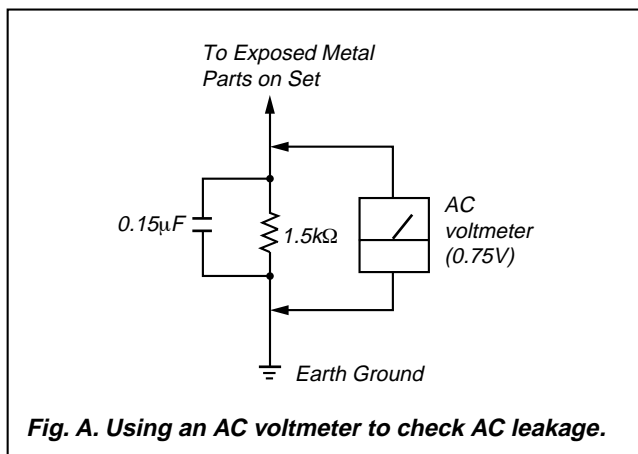 To Exposed Metal
Parts on Set
0.15μF
1.5kΩ
AC
voltmeter
(0.75V)
Earth Ground
Fig. A. Using an AC voltmeter to check AC leakage.